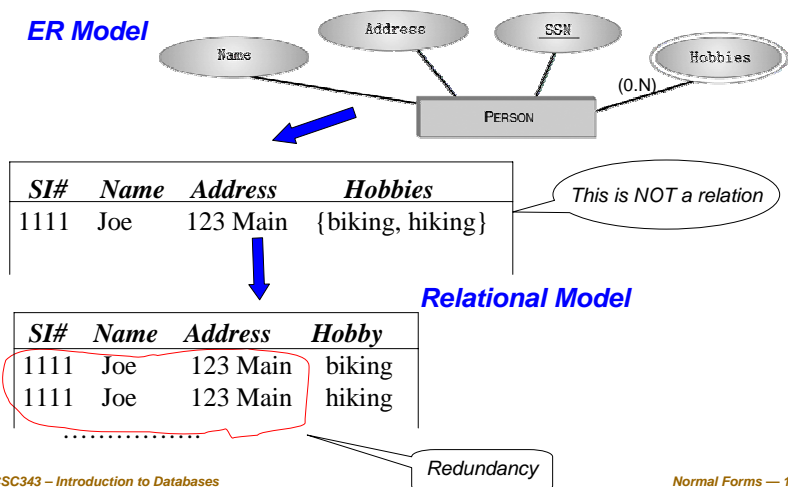 ER Model
Name
Address
SSN
Hobbies
(0.N)
PERSON
SI# Name Address Hobbies
1111 Joe 123 Main {biking, hiking}
This is NOT a relation
Relational Model
SI# Name Address Hobby
1111 Joe 123 Main biking
1111 Joe 123 Main hiking
................
Redundancy
CSC343 – Introduction to Databases
Normal Forms — 1